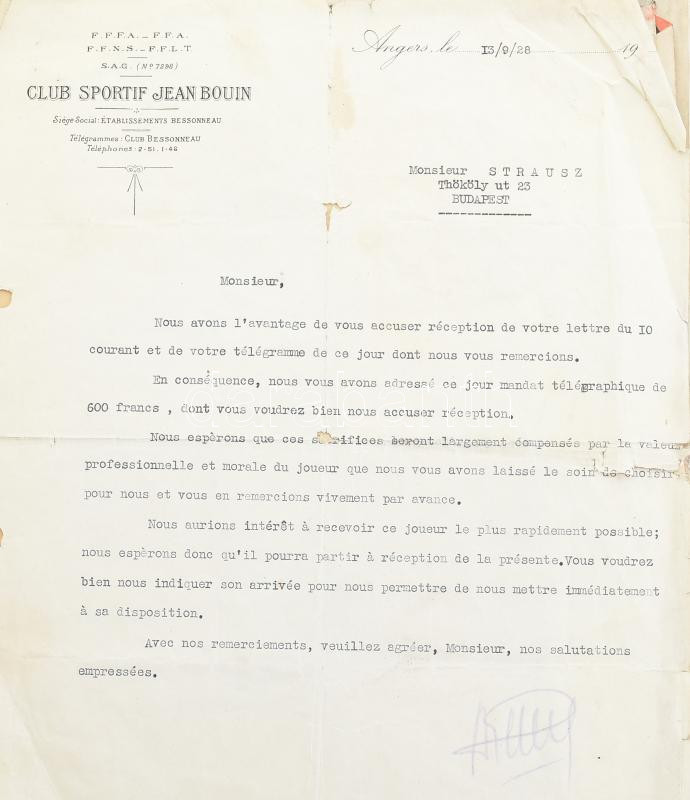 F.F.F.A. – F.F.A.
F.F.N.S. – F.F.L.T.
S.A.G. (No 7296)
CLUB SPORTIF JEAN BOUIN
Siège Social: ÉTABLISSEMENTS BESSONNEAU
Télégrammes: CLUB BESSONNEAU
Téléphones: 2-51. 1-46
Angers, le 13/9/28 19
Monsieur STRAUSZ
Thököly ut 23
BUDAPEST
Monsieur,
Nous avons l'avantage de vous accuser réception de votre lettre du IO
courant et de votre télégramme de ce jour dont nous vous remercions.
En conséquence, nous vous avons adressé ce jour mandat télégraphique de
600 francs , dont vous voudrez bien nous accuser réception.
Nous espèrons que ces sacrifices seront largement compensés par la valeur
professionnelle et morale du joueur que nous vous avons laissé le soin de choisir
pour nous et vous en remercions vivement par avance.
Nous aurions intérêt à recevoir ce joueur le plus rapidement possible;
nous espèrons donc qu'il pourra partir à réception de la présente.Vous voudrez
bien nous indiquer son arrivée pour nous permettre de nous mettre immédiatement
à sa disposition.
Avec nos remerciements, veuillez agréer, Monsieur, nos salutations
empressées.